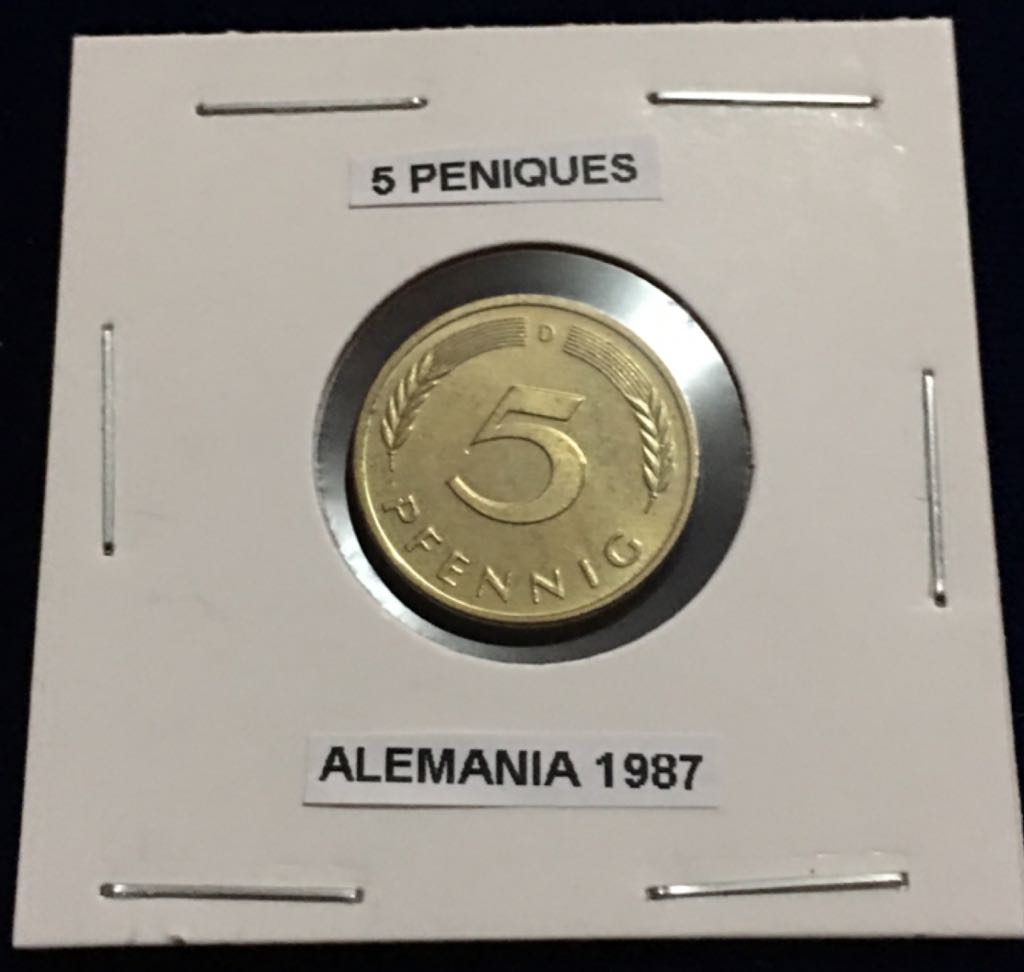 5 PENIQUES
D
5
PFENNIG
ALEMANIA 1987